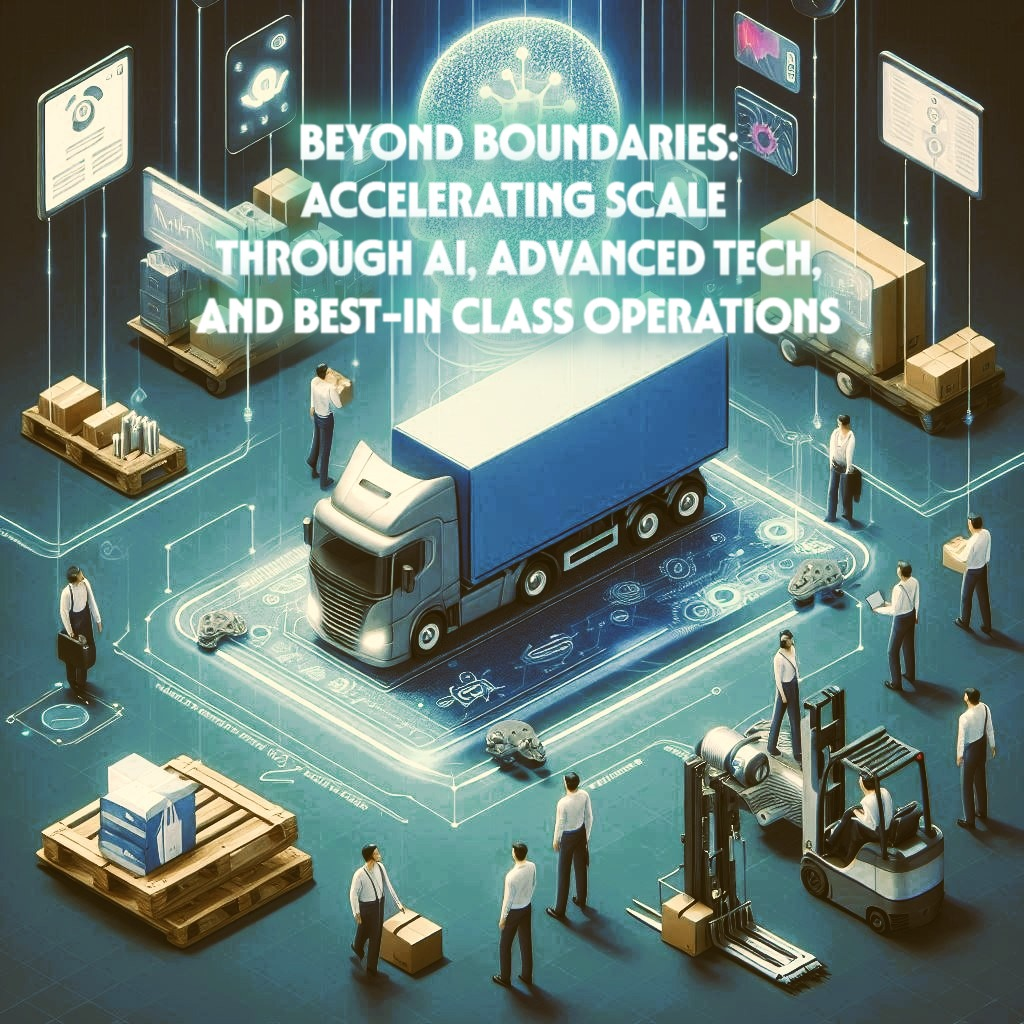 BEYOND BOUNDARIES:
ACCELERATING SCALE
THROUGH AI, ADVANCED TECH,
AND BEST-IN CLASS OPERATIONS